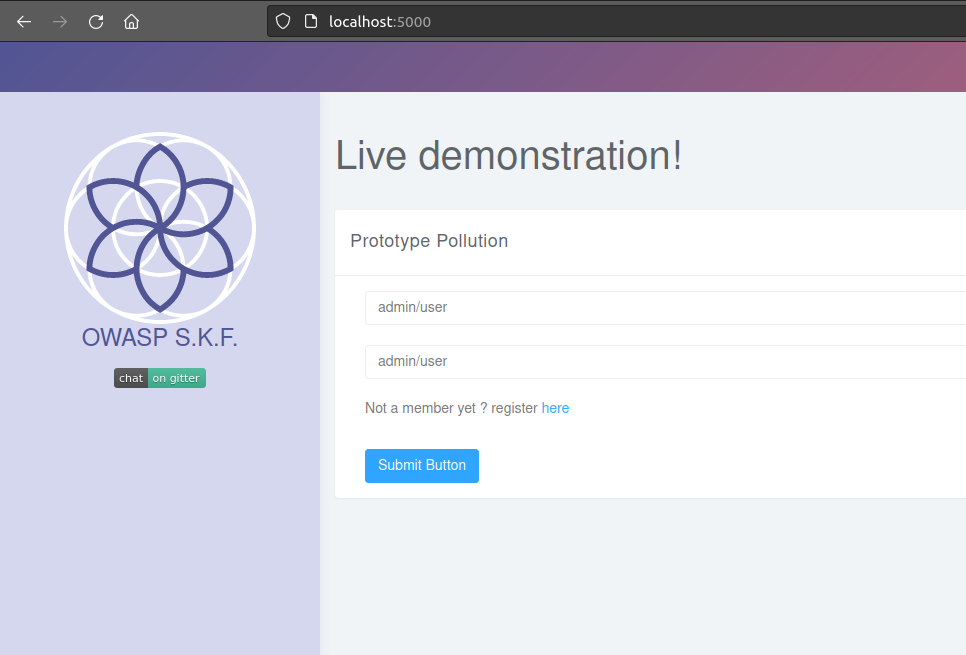 localhost:5000
Live demonstration!
Prototype Pollution
admin/user
admin/user
Not a member yet ? register here
Submit Button
OWASP S.K.F.
chat on gitter